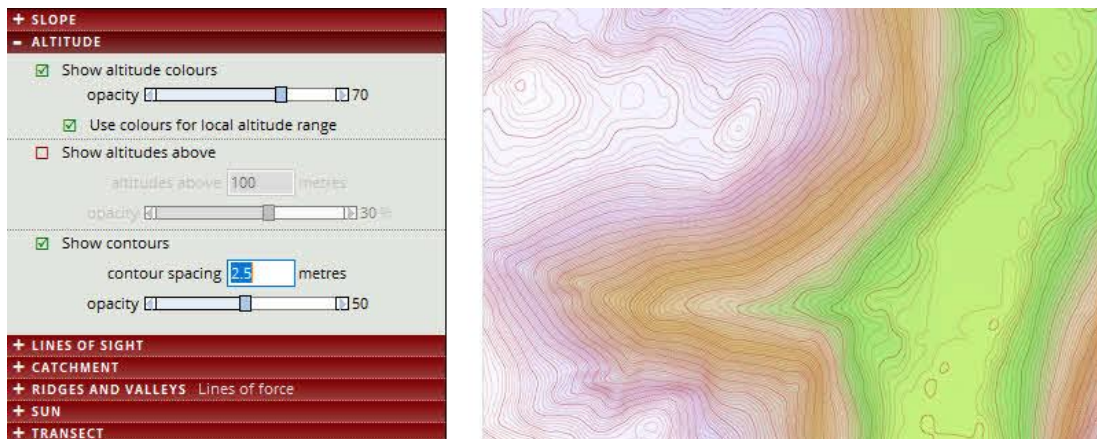 + SLOPE
- ALTITUDE
Show altitude colours
opacity 70
Use colours for local altitude range
Show altitudes above
altitudes above 100 metres
opacity 30 %
Show contours
contour spacing 2.5 metres
opacity 50
+ LINES OF SIGHT
+ CATCHMENT
+ RIDGES AND VALLEYS Lines of force
+ SUN
+ TRANSECT